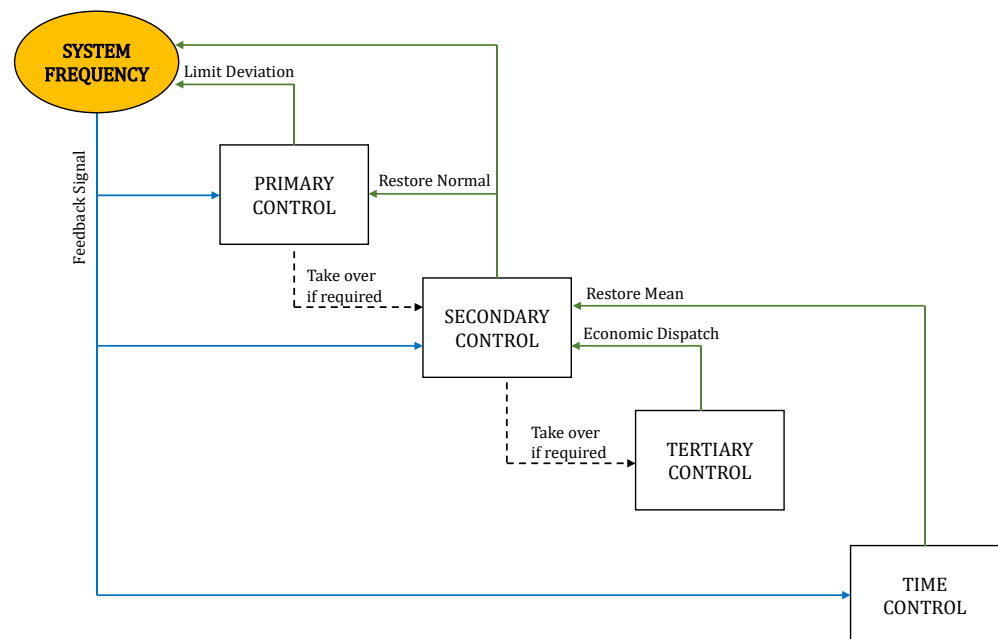 SYSTEM
FREQUENCY
Limit Deviation
Feedback Signal
PRIMARY
CONTROL
Restore Normal
Take over
if required
SECONDARY
CONTROL
Restore Mean
Economic Dispatch
Take over
if required
TERTIARY
CONTROL
TIME
CONTROL